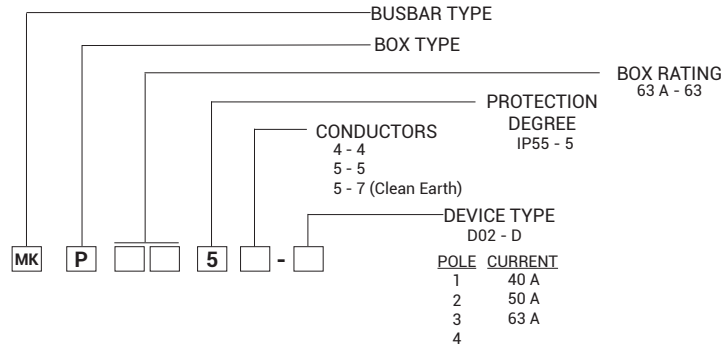 BUSBAR TYPE
BOX TYPE
BOX RATING
63 A - 63
PROTECTION
DEGREE
IP55 - 5
CONDUCTORS
4 - 4
5 - 5
5 - 7 (Clean Earth)
DEVICE TYPE
D02 - D
MK P 5 -
POLE CURRENT
1 40 A
2 50 A
3 63 A
4